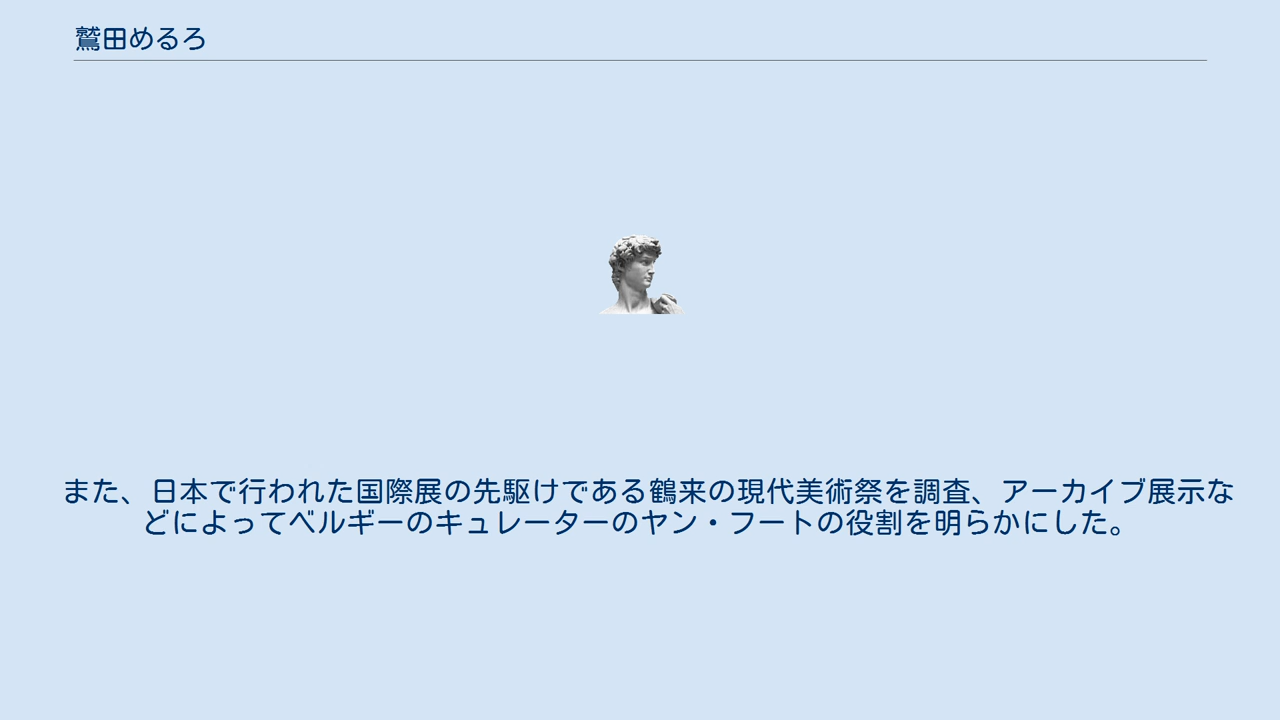 鷲田めるろ
また、日本で行われた国際展の先駆けである鶴来の現代美術祭を調査、アーカイブ展示な
どによってベルギーのキュレーターのヤン・フートの役割を明らかにした。